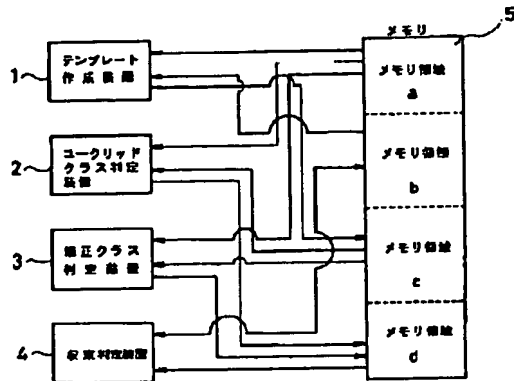 メモリ
5
テンプレート
作成装置
1
メモリ領域
a
ユークリッド
クラス判定
装置
2
メモリ領域
b
修正クラス
判定装置
3
メモリ領域
c
収束判定装置
4
メモリ領域
d